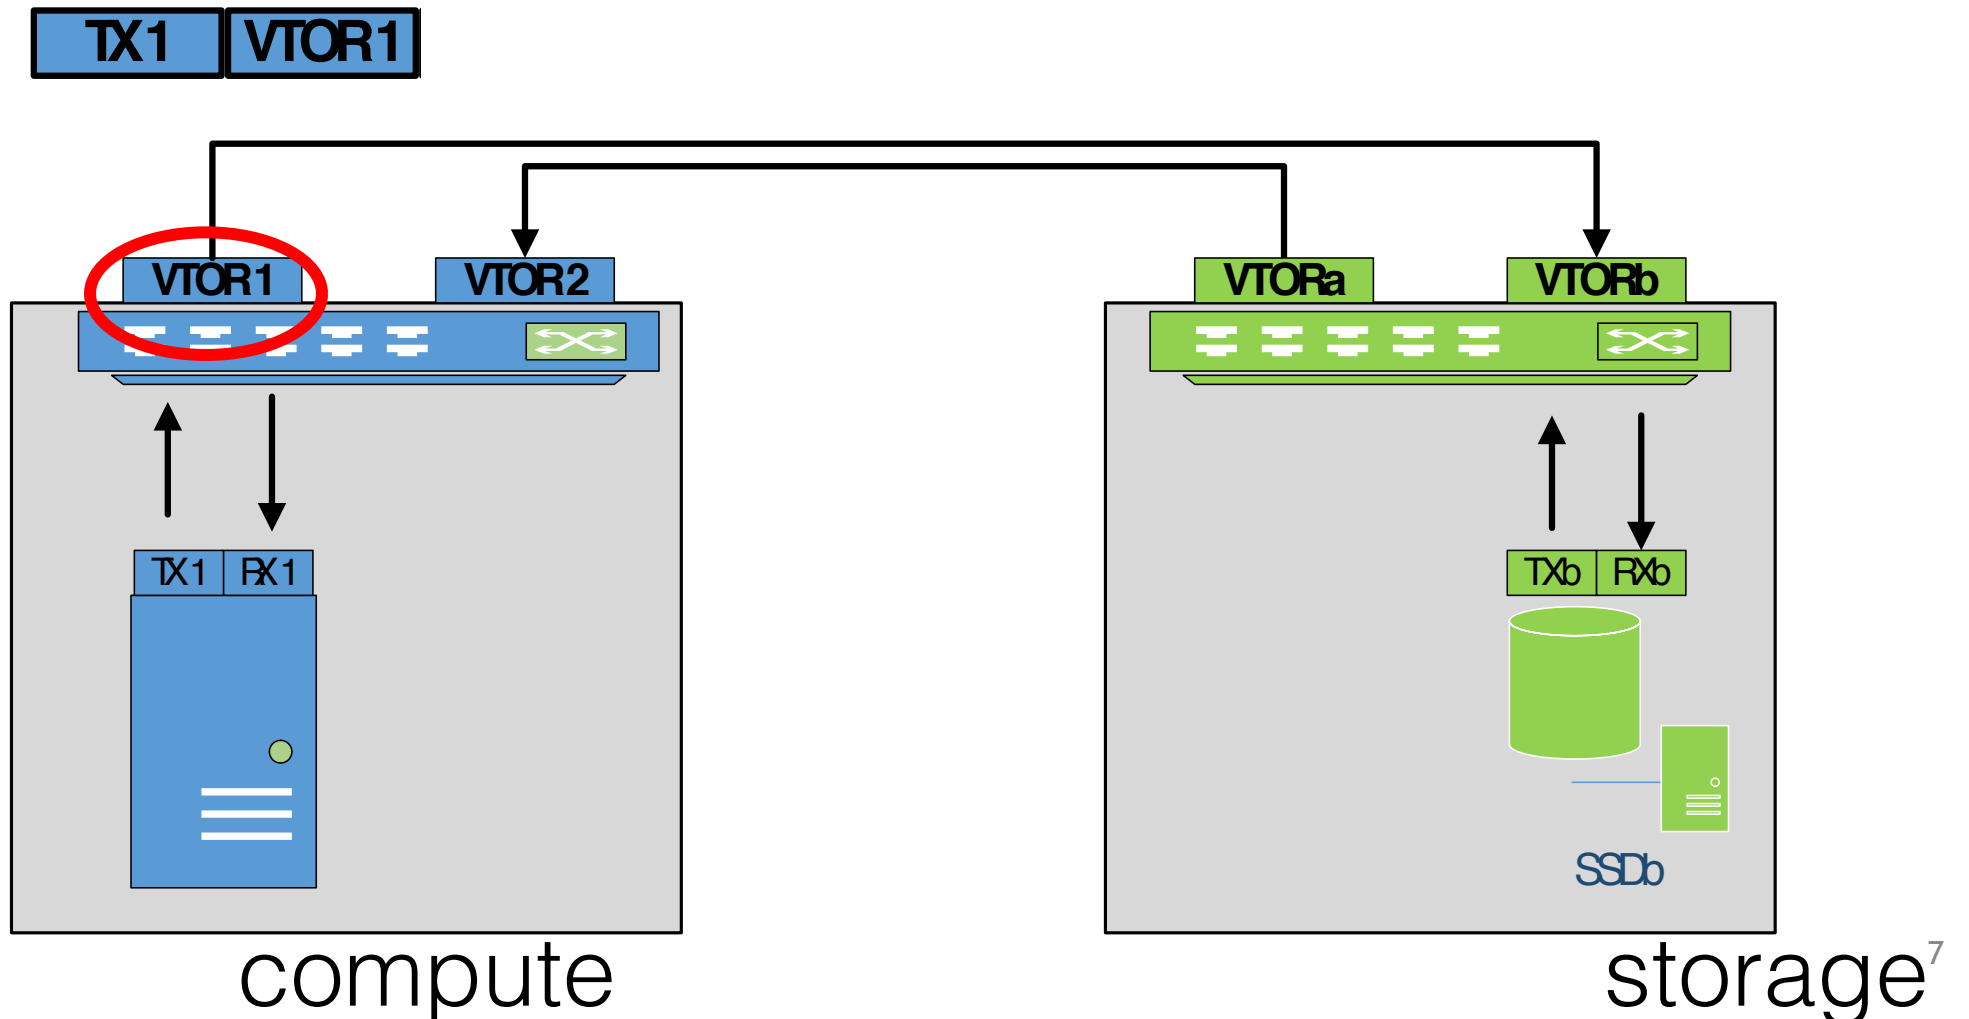 TX1 VTOR1
VTOR1 VTOR2 VTORa VTORb
TX1 RX1 TXb RXb
SSDb
compute storage 7